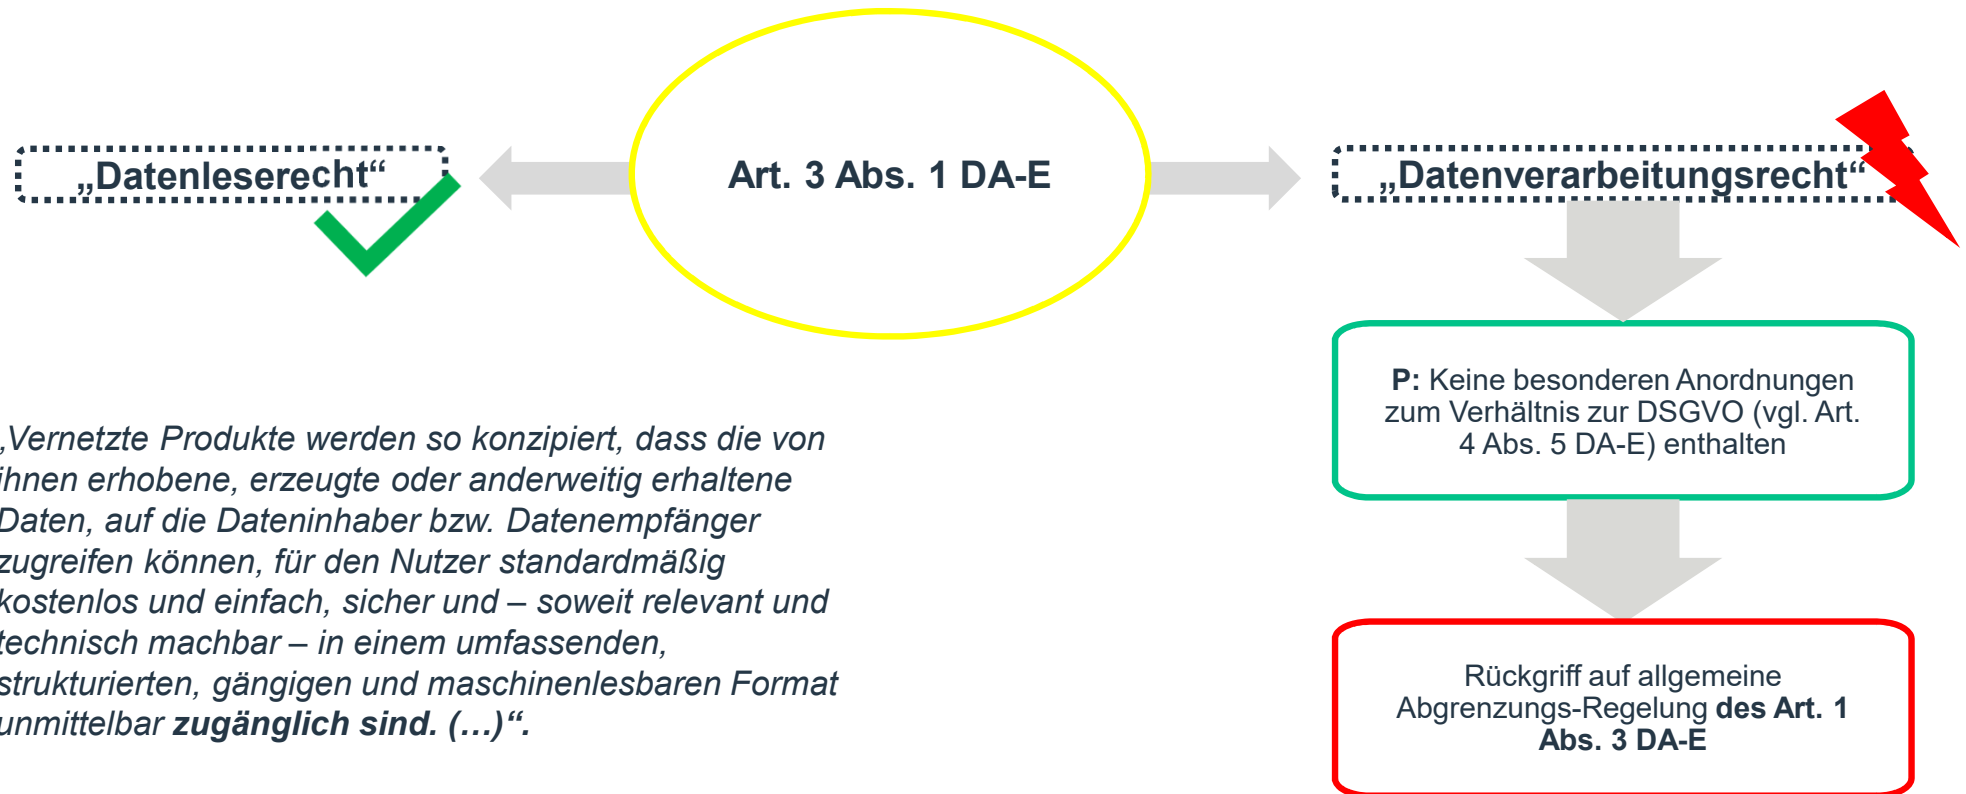 Art. 3 Abs. 1 DA-E
„Datenleserecht“
„Datenverarbeitungsrecht“
P: Keine besonderen Anordnungen
zum Verhältnis zur DSGVO (vgl. Art.
4 Abs. 5 DA-E) enthalten
„Vernetzte Produkte werden so konzipiert, dass die von
ihnen erhobene, erzeugte oder anderweitig erhaltene
Daten, auf die Dateninhaber bzw. Datenempfänger
zugreifen können, für den Nutzer standardmäßig
kostenlos und einfach, sicher und – soweit relevant und
technisch machbar – in einem umfassenden,
strukturierten, gängigen und maschinenlesbaren Format
unmittelbar zugänglich sind. (…)“.
Rückgriff auf allgemeine
Abgrenzungs-Regelung des Art. 1
Abs. 3 DA-E